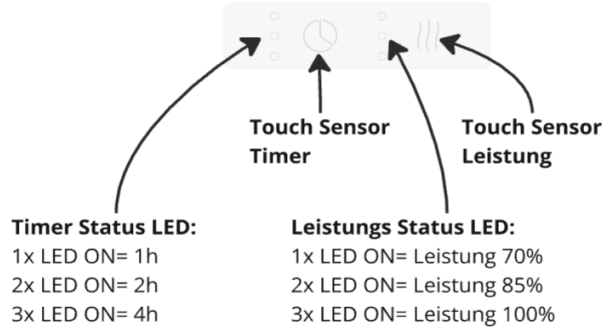 Touch Sensor
Timer
Touch Sensor
Leistung
Timer Status LED:
1x LED ON= 1h
2x LED ON= 2h
3x LED ON= 4h
Leistungs Status LED:
1x LED ON= Leistung 70%
2x LED ON= Leistung 85%
3x LED ON= Leistung 100%